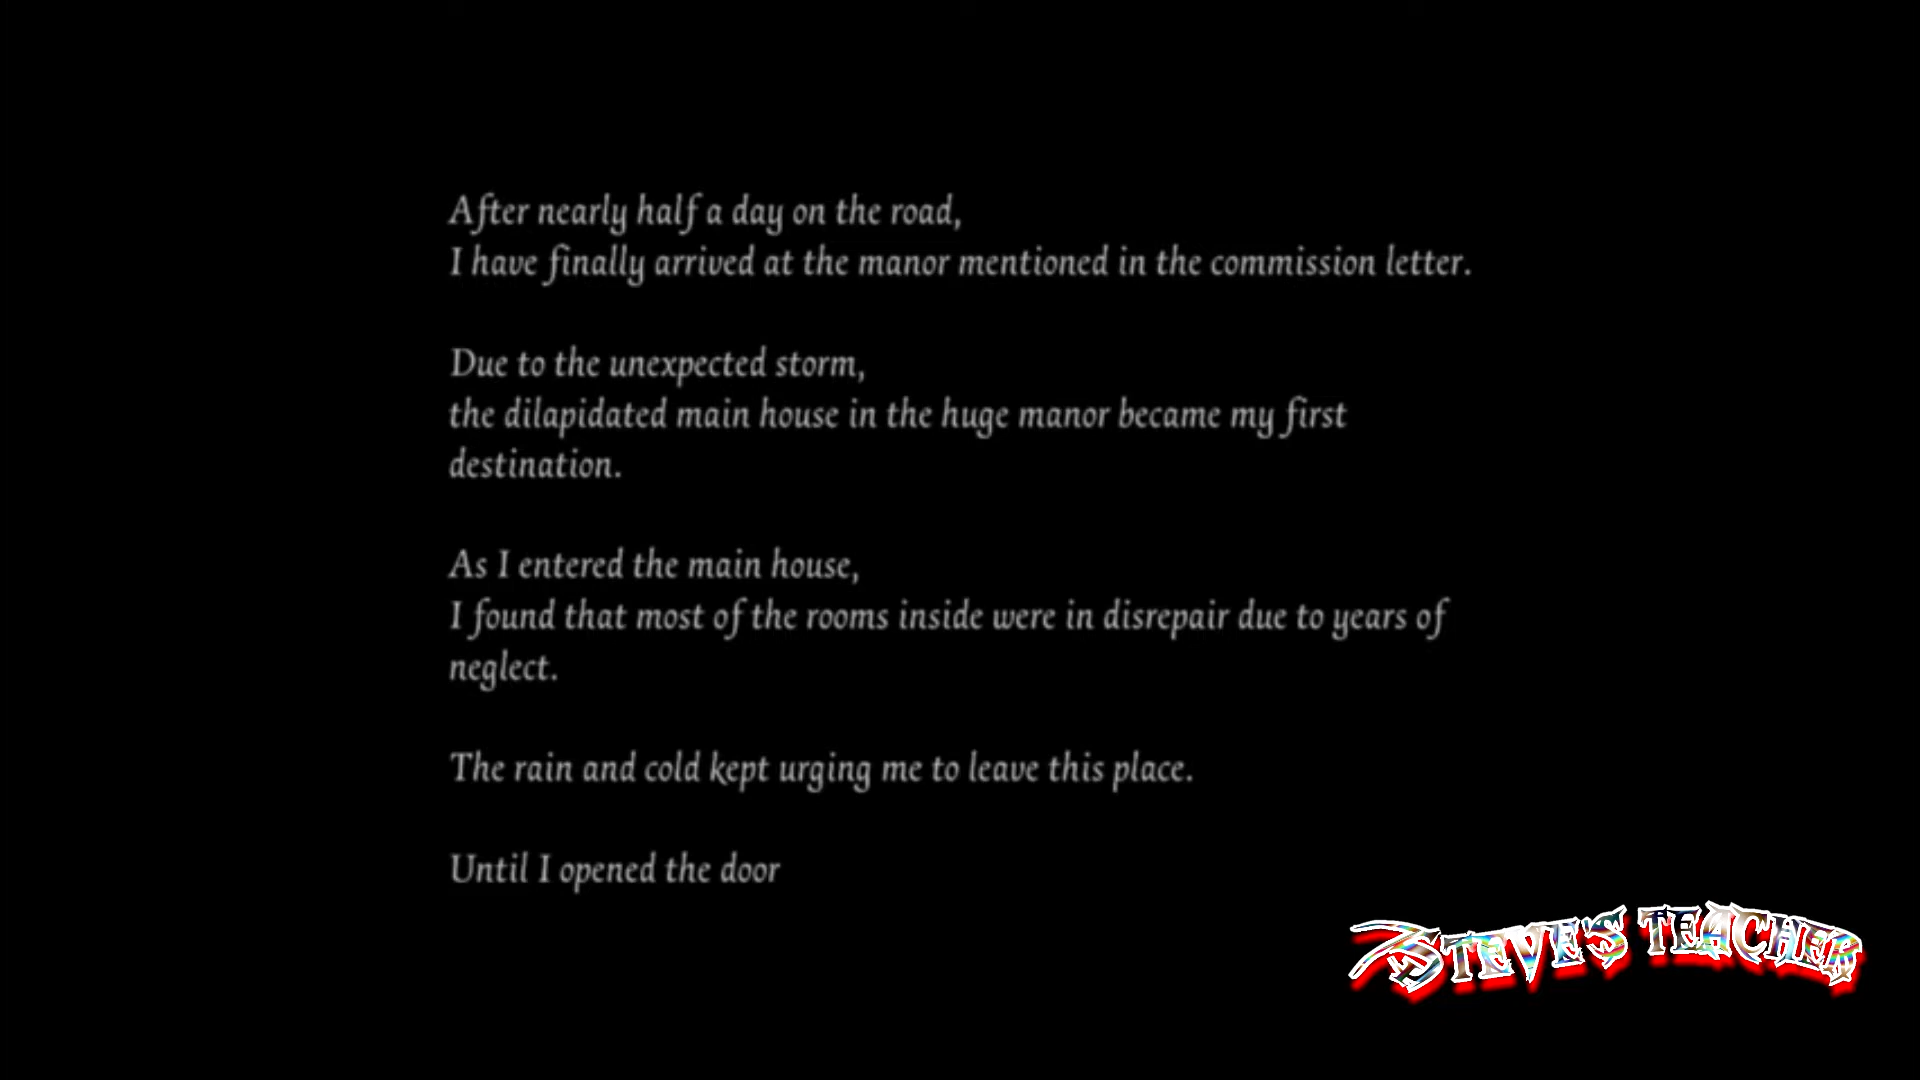 After nearly half a day on the road,
I have finally arrived at the manor mentioned in the commission letter.
Due to the unexpected storm,
the dilapidated main house in the huge manor became my first
destination.
As I entered the main house,
I found that most of the rooms inside were in disrepair due to years of
neglect.
The rain and cold kept urging me to leave this place.
Until I opened the door
STEVE'S TEACHER